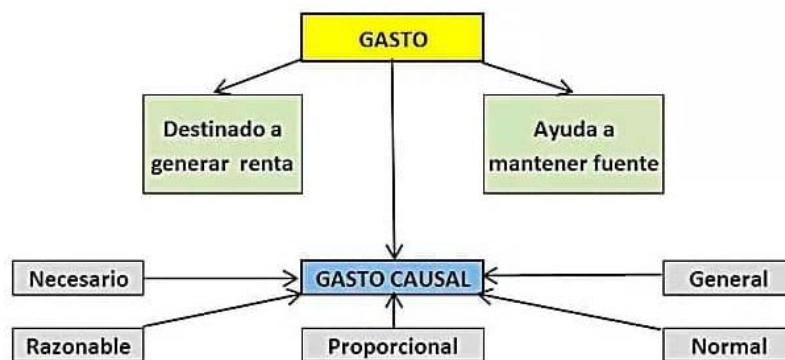 GASTO
Destinado a
generar renta
Ayuda a
mantener fuente
Necesario
GASTO CAUSAL
General
Razonable
Proporcional
Normal